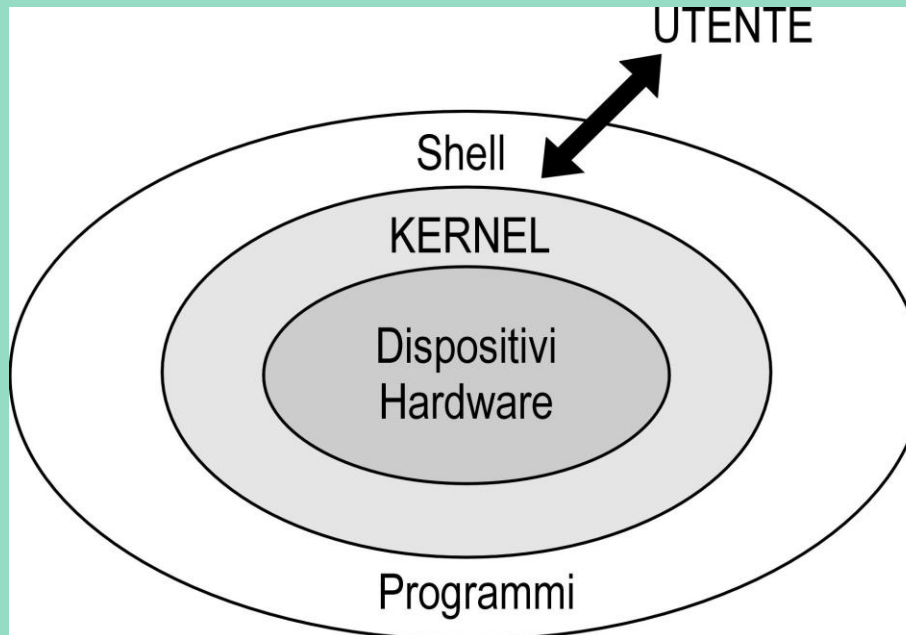 UTENTE
Shell
KERNEL
Dispositivi
Hardware
Programmi